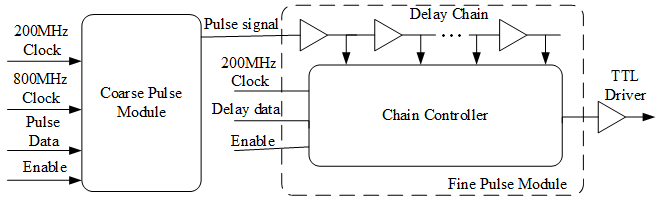 200MHz
Clock
800MHz
Clock
Pulse
Data
Enable
Coarse Pulse
Module
Pulse signal
Delay Chain
...
200MHz
Clock
Delay data
Enable
Chain Controller
Fine Pulse Module
TTL
Driver